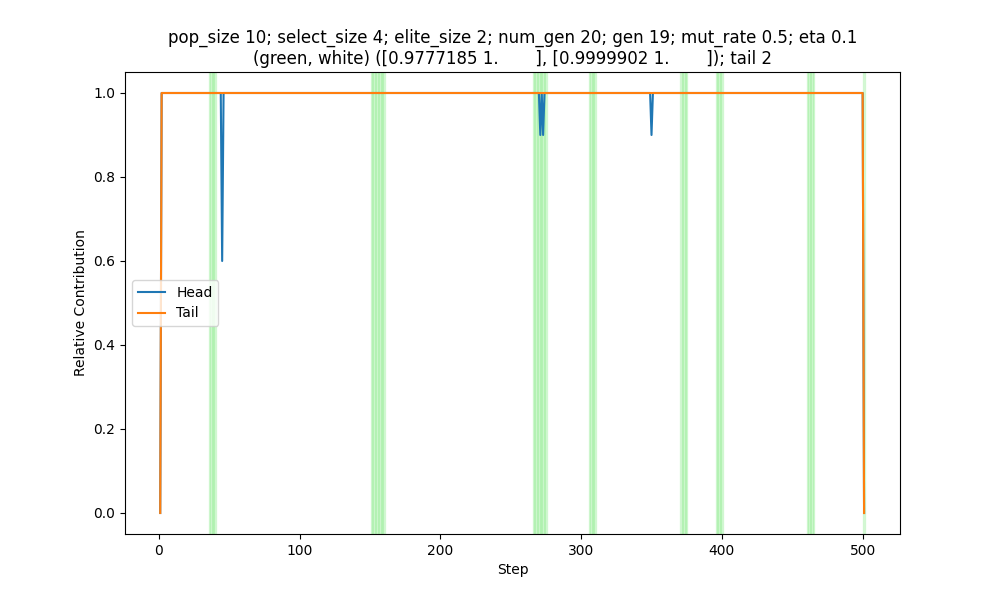 pop_size 10; select_size 4; elite_size 2; num_gen 20; gen 19; mut_rate 0.5; eta 0.1
(green, white) ([0.9777185 1.        ], [0.9999902 1.        ]); tail 2
1.0
0.8
0.6
0.4
0.2
0.0
Relative Contribution
Head
Tail
0 100 200 300 400 500
Step